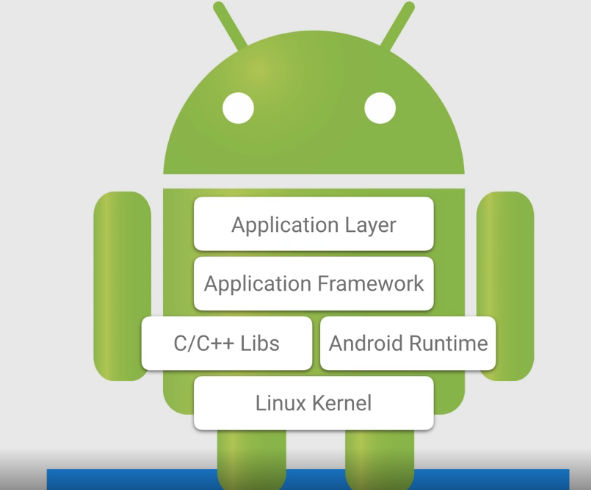 Application Layer
Application Framework
C/C++ Libs
Android Runtime
Linux Kernel